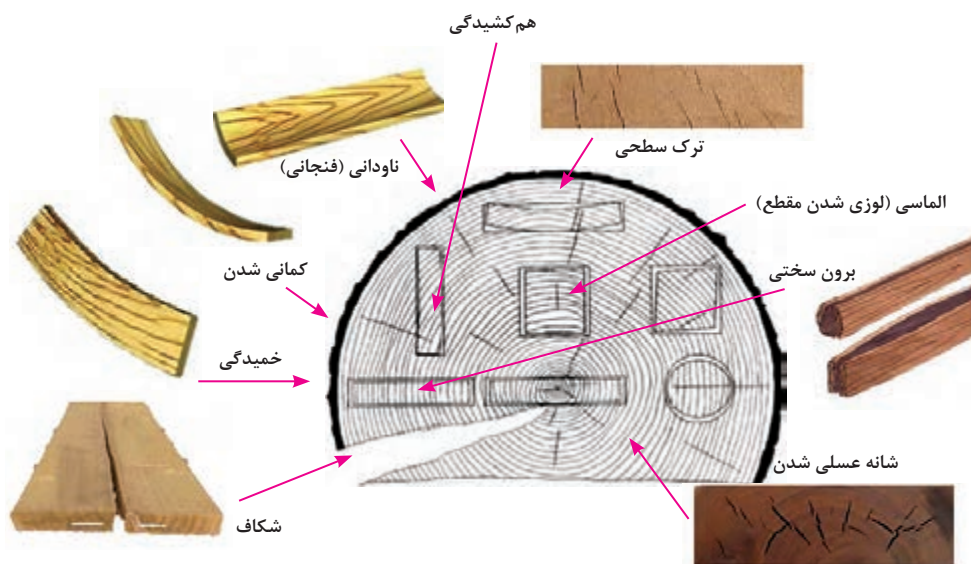 هم کشیدگی
ترک سطحی
ناودانی (فنجانی)
الماسی (لوزی شدن مقطع)
برون سختی
کمانی شدن
خمیدگی
شانه عسلی شدن
شکاف